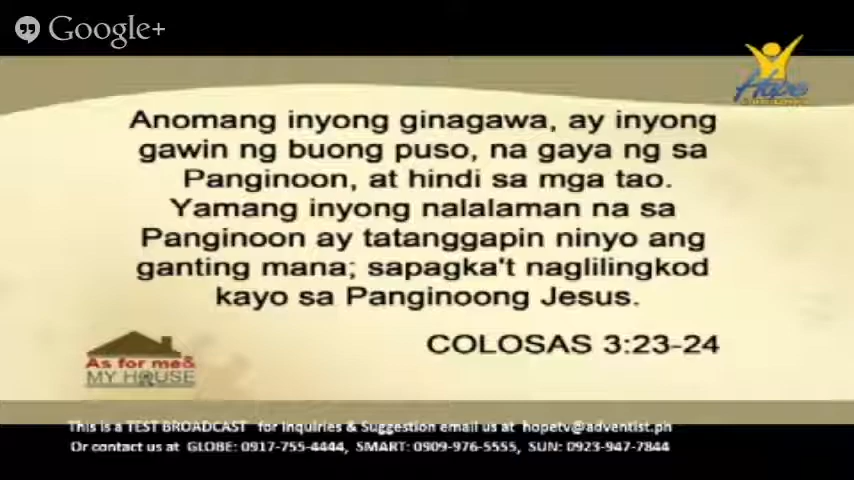 Google+
Hope
Anomang inyong ginagawa, ay inyong
gawin ng buong puso, na gaya ng sa
Panginoon, at hindi sa mga tao.
Yamang inyong nalalaman na sa
Panginoon ay tatanggapin ninyo ang
ganting mana; sapagka't naglilingkod
kayo sa Panginoong Jesus.
COLOSAS 3:23-24
As for me&
MY HOUSE
This is a TEST BROADCAST for Inquiries & Suggestion email us at hopetv@adventist.ph
Or contact us at GLOBE: 0917-755-4444, SMART: 0909-976-5555, SUN: 0923-947-7844